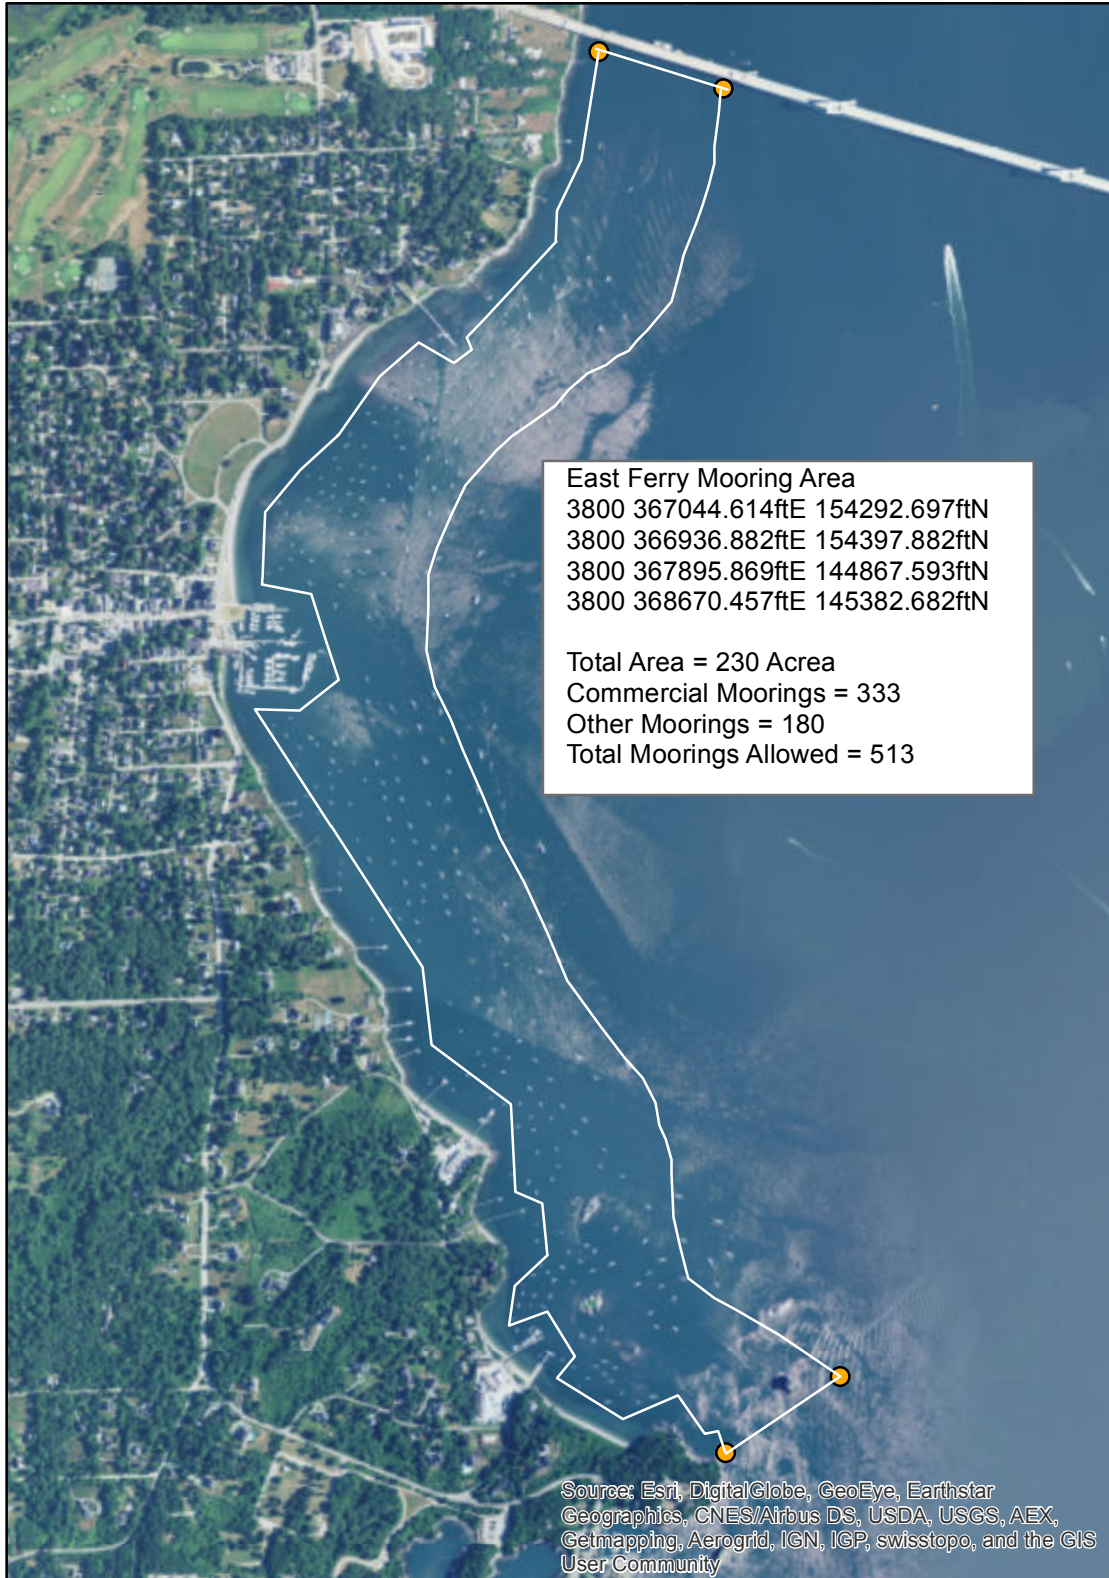 East Ferry Mooring Area
3800 367044.614ftE 154292.697ftN
3800 366936.882ftE 154397.882ftN
3800 367895.869ftE 144867.593ftN
3800 368670.457ftE 145382.682ftN
Total Area = 230 Acrea
Commercial Moorings = 333
Other Moorings = 180
Total Moorings Allowed = 513
Source: Esri, DigitalGlobe, GeoEye, Earthstar
Geographics, CNES/Airbus DS, USDA, USGS, AEX,
Getmapping, Aerogrid, IGN, IGP, swisstopo, and the GIS
User Community